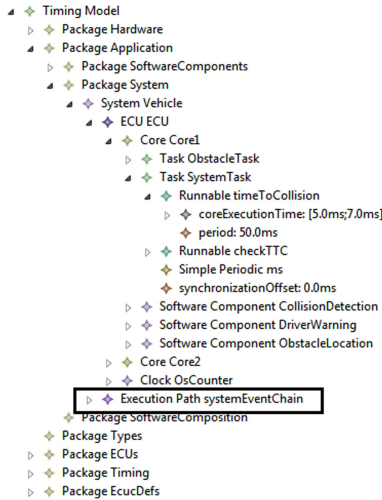 Timing Model
Package Hardware
Package Application
Package SoftwareComponents
Package System
System Vehicle
ECU ECU
Core Core1
Task ObstacleTask
Task SystemTask
Runnable timeToCollision
coreExecutionTime: [5.0ms;7.0ms]
period: 50.0ms
Runnable checkTTC
Simple Periodic ms
synchronizationOffset: 0.0ms
Software Component CollisionDetection
Software Component DriverWarning
Software Component ObstacleLocation
Core Core2
Clock OsCounter
Execution Path systemEventChain
Package SoftwareComposition
Package Types
Package ECUs
Package Timing
Package EcucDefs